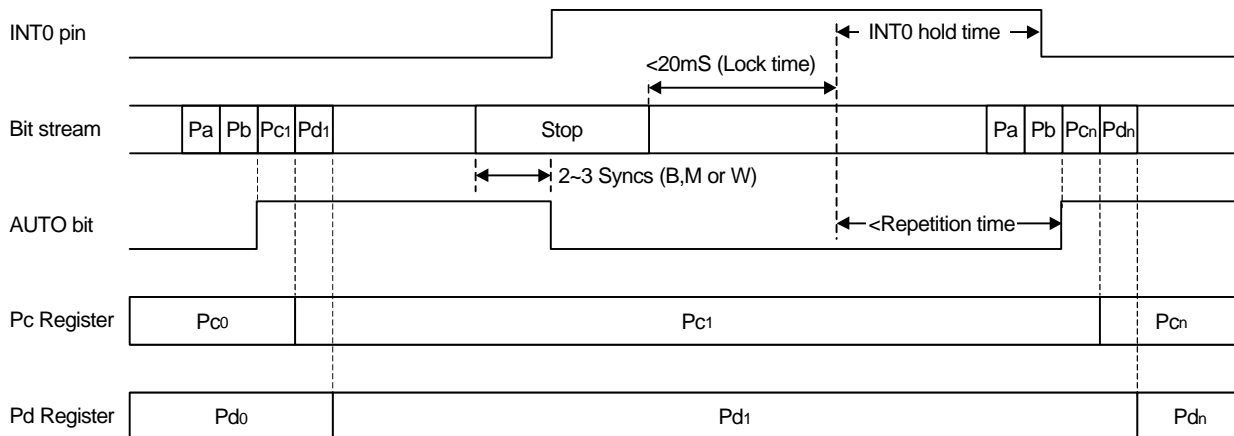 INT0 pin
INT0 hold time
<20mS (Lock time)
Bit stream
Pa Pb Pc1 Pd1 Stop Pa Pb Pcn Pdn
2~3 Syncs (B,M or W)
AUTO bit
<Repetition time
Pc Register Pc0 Pc1 Pcn
Pd Register Pd0 Pd1 Pdn